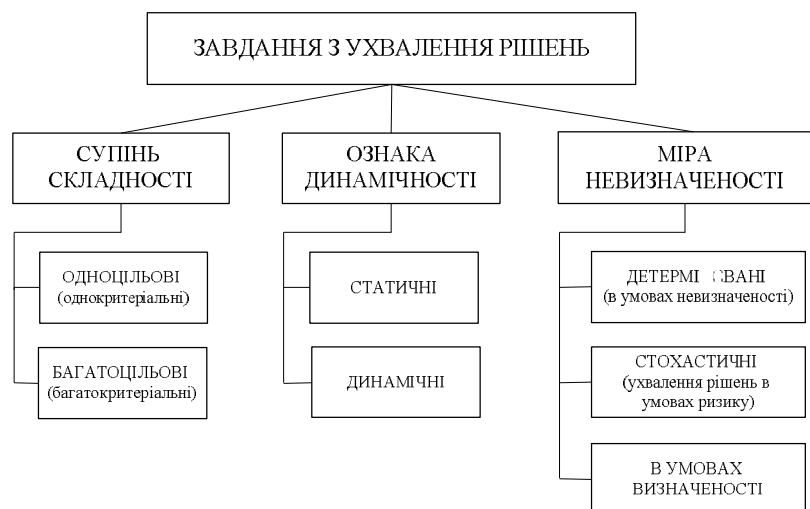 ЗАВДАННЯ З УХВАЛЕННЯ РІШЕНЬ
СУПІНЬ
СКЛАДНОСТІ
ОЗНАКА
ДИНАМІЧНОСТІ
МІРА
НЕВИЗНАЧЕНОСТІ
ОДНОЦІЛЬОВІ
(однокритеріальні)
БАГАТОЦІЛЬОВІ
(багатокритеріальні)
СТАТИЧНІ
ДИНАМІЧНІ
(в умовах невизначеності)
СТОХАСТИЧНІ
(ухвалення рішень в
умовах ризику)
В УМОВАХ
ВИЗНАЧЕНОСТІ